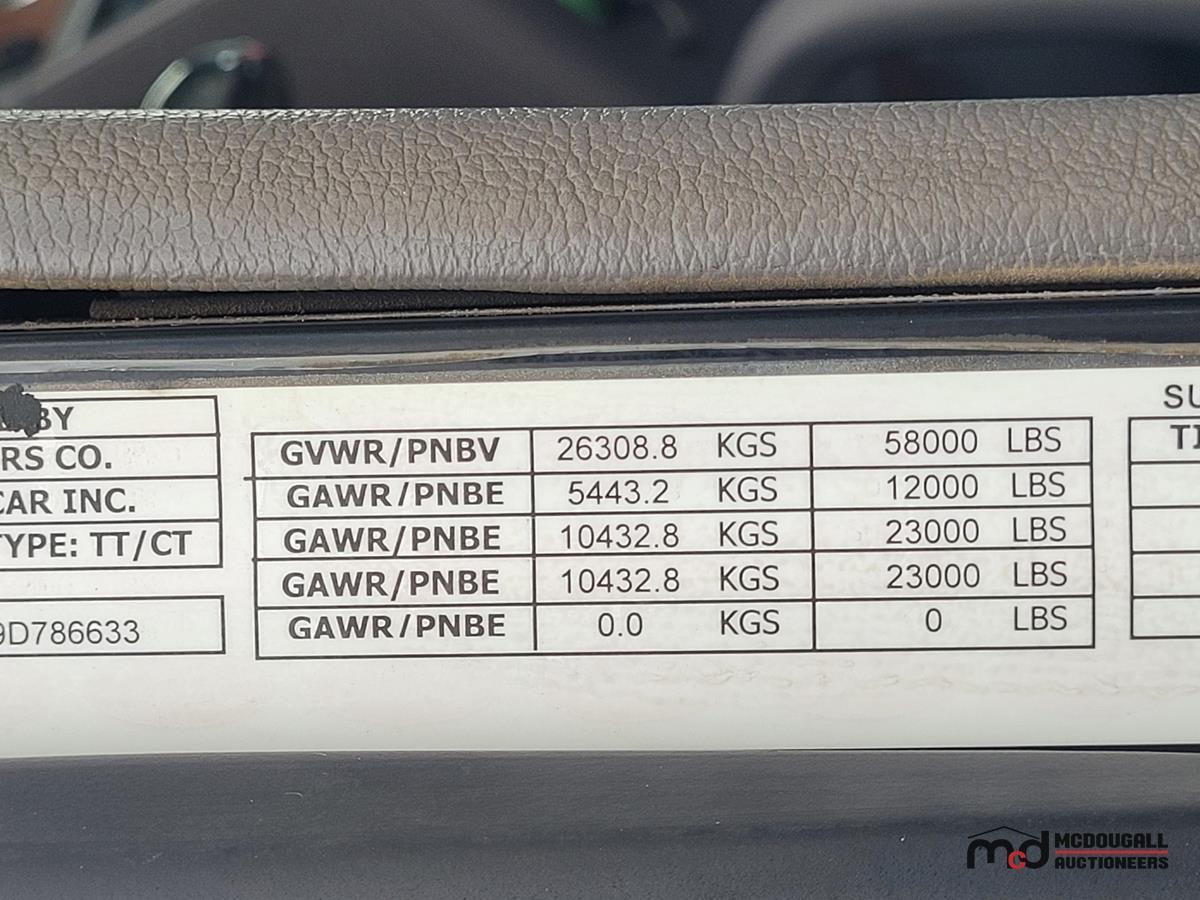 BY
RS CO.
CAR INC.
TYPE: TT/CT
9D786633
GVWR/PNBV 26308.8 KGS 58000 LBS
GAWR/PNBE 5443.2 KGS 12000 LBS
GAWR/PNBE 10432.8 KGS 23000 LBS
GAWR/PNBE 10432.8 KGS 23000 LBS
GAWR/PNBE 0.0 KGS 0 LBS
SU
TI
mcd MCDOUGALL
AUCTIONEERS